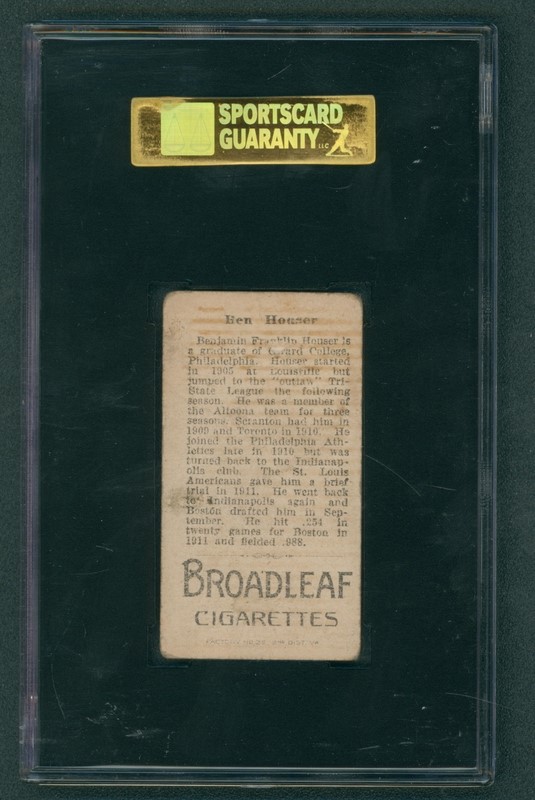 SPORTSCARD
GUARANTY LLC
Ben Houser
Benjamin Franklin Houser is
a graduate of Girard College,
Philadelphia. Houser started
in 1905 at Louisville but
jumped to the "outlaw" Tri-
State League the following
season. He was a member of
the Altoona team for three
seasons. Scranton had him in
1909 and Toronto in 1910. He
joined the Philadelphia Ath-
letics late in 1910 but was
turned back to the Indianap-
olis club. The St. Louis
Americans gave him a brief
trial in 1911. He went back
to Indianapolis again and
Boston drafted him in Sep-
tember. He hit .254 in
twenty games for Boston in
1911 and fielded .988.
BROADLEAF
CIGARETTES